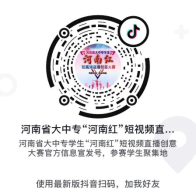 河南红
河南省大中专“河南红”短视频直...
河南省大中专学生“河南红”短视频直播创意
大赛官方信息宣发号，参赛学生聚集地
使用最新版抖音扫码，加我好友